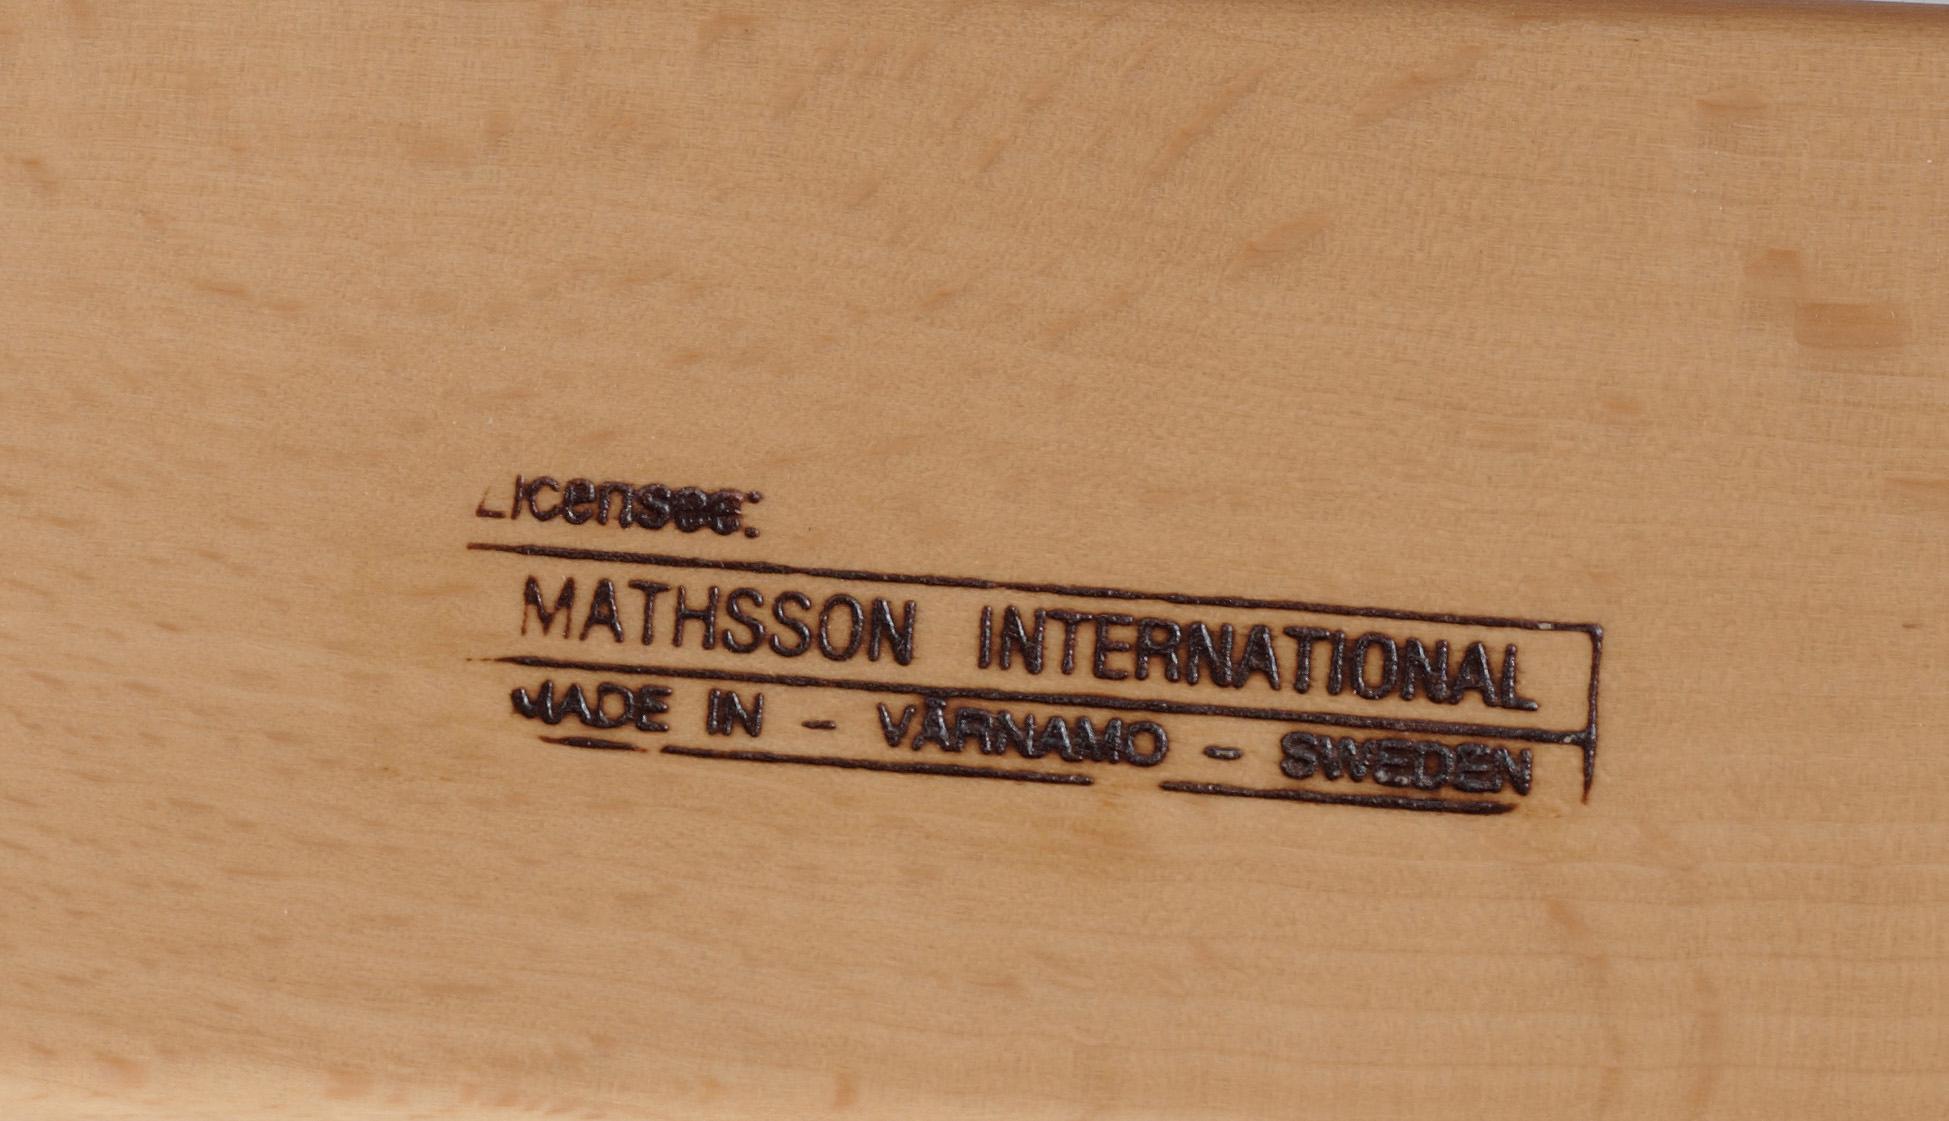 Licensee:
MATHSSON INTERNATIONAL
MADE IN - VÄRNAMO - SWEDEN